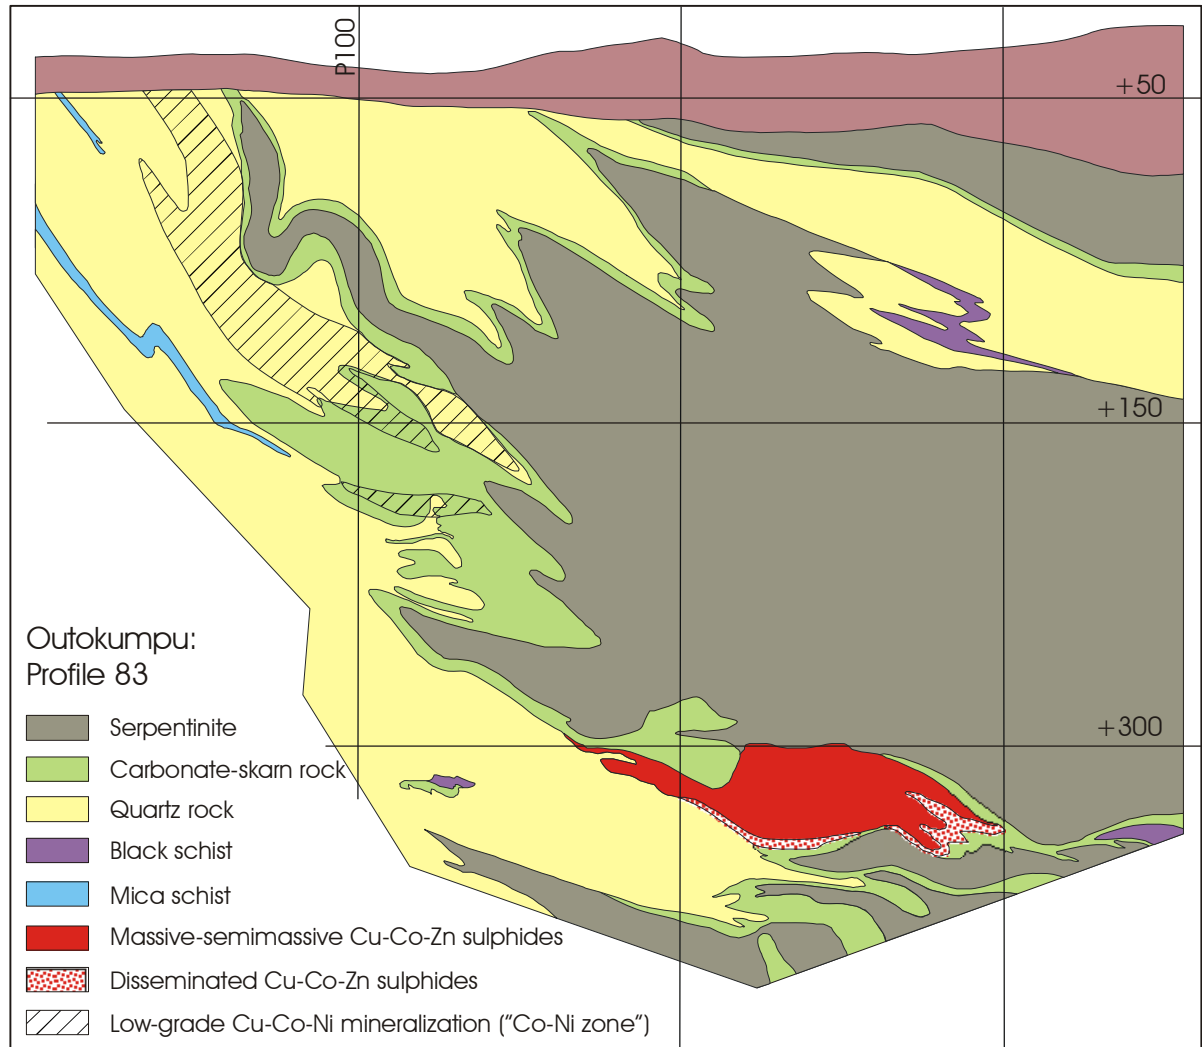 P100
+50
+150
+300
Outokumpu:
Profile 83
Serpentinite
Carbonate-skarn rock
Quartz rock
Black schist
Mica schist
Massive-semimassive Cu-Co-Zn sulphides
Disseminated Cu-Co-Zn sulphides
Low-grade Cu-Co-Ni mineralization ("Co-Ni zone")